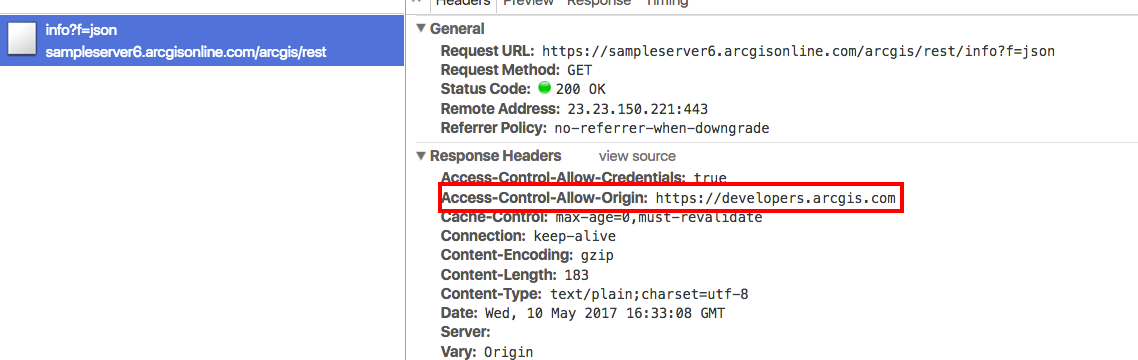 Headers Preview Response Timing
info?f=json
sampleserver6.arcgisonline.com/arcgis/rest
General
Request URL: https://sampleserver6.arcgisonline.com/arcgis/rest/info?f=json
Request Method: GET
Status Code: 200 OK
Remote Address: 23.23.150.221:443
Referrer Policy: no-referrer-when-downgrade
Response Headers view source
Access-Control-Allow-Credentials: true
Access-Control-Allow-Origin: https://developers.arcgis.com
Cache-Control: max-age=0,must-revalidate
Connection: keep-alive
Content-Encoding: gzip
Content-Length: 183
Content-Type: text/plain;charset=utf-8
Date: Wed, 10 May 2017 16:33:08 GMT
Server:
Vary: Origin